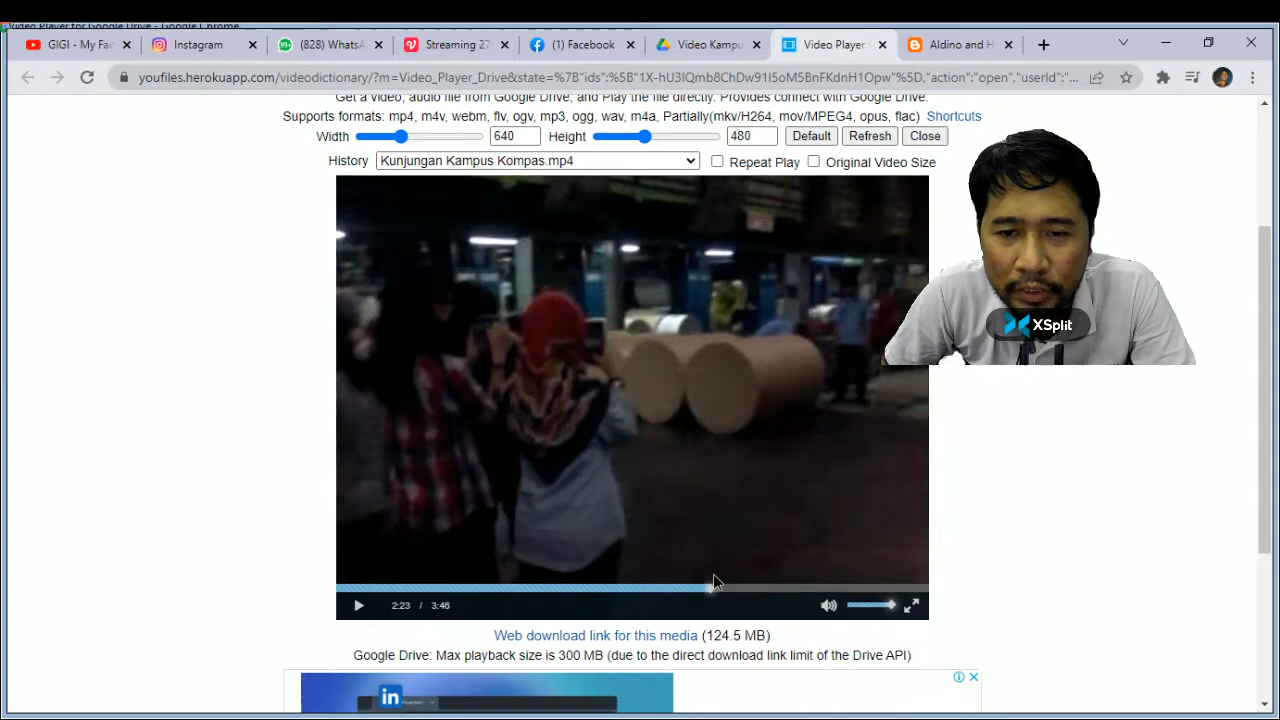 Video Player for Google Drive - Google Chrome
GIGI - My Fa
Instagram
(828) WhatsA
Streaming 27
(1) Facebook
Video Kampu
Video Player
Aldino and H
youfiles.herokuapp.com/videodictionary/?m=Video_Player_Drive&state=%7B"ids":%5B"1X-hU3IQmb8ChDw91I5oM5BnFKdnH1Opw"%5D,"action":"open","userId":"...
Get a Video, audio file from Google Drive, and Play the file directly. Provides connect with Google Drive.
Supports formats: mp4, m4v, webm, flv, ogv, mp3, ogg, wav, m4a, Partially(mkv/H264, mov/MPEG4, opus, flac) Shortcuts
Width 640 Height 480 Default Refresh Close
History Kunjungan Kampus Kompas.mp4 Repeat Play Original Video Size
XSplit
2:23 / 3:46
Web download link for this media (124.5 MB)
Google Drive: Max playback size is 300 MB (due to the direct download link limit of the Drive API)
in